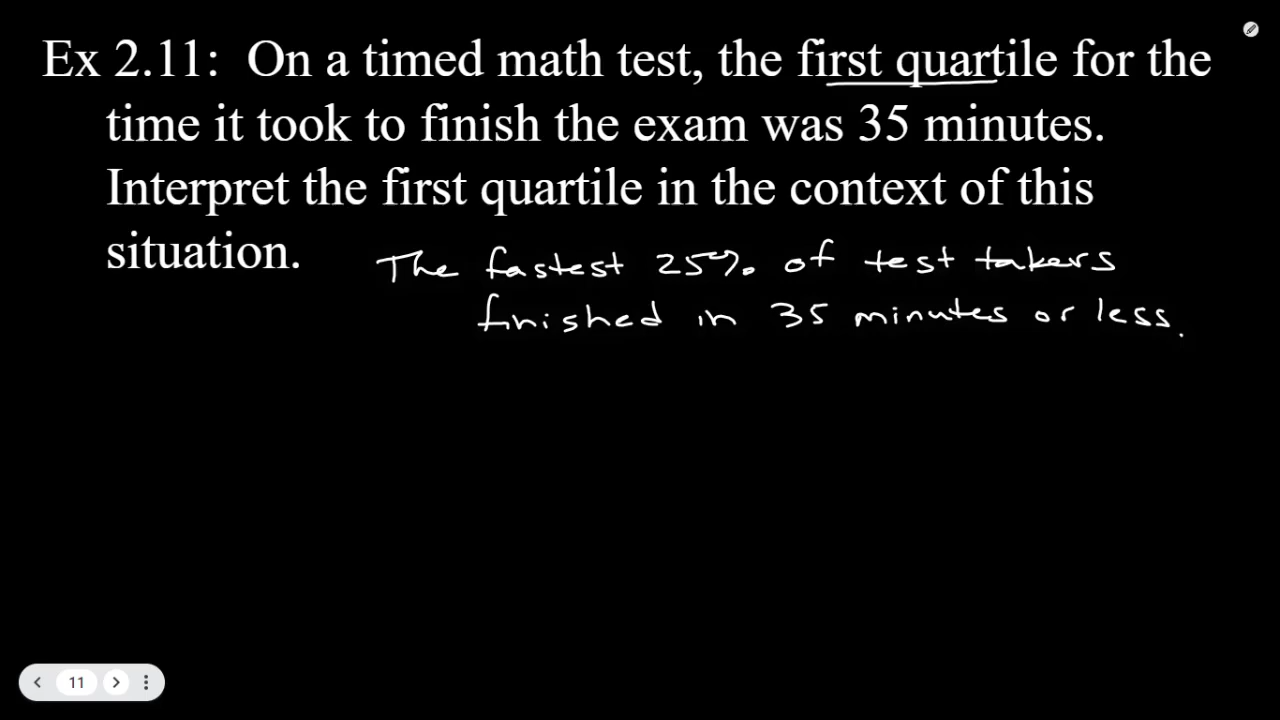 Ex 2.11: On a timed math test, the first quartile for the
time it took to finish the exam was 35 minutes.
Interpret the first quartile in the context of this
situation.
The fastest 25% of test takers
finished in 35 minutes or less.
11